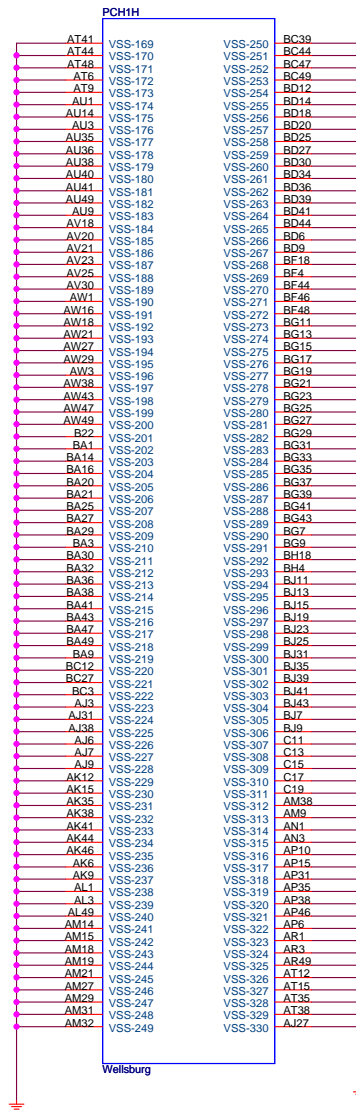 PCH1H
AT41 VSS-169 VSS-250 BC39
AT44 VSS-170 VSS-251 BC44
AT48 VSS-171 VSS-252 BC47
AT6 VSS-172 VSS-253 BC49
AT9 VSS-173 VSS-254 BD12
AU1 VSS-174 VSS-255 BD14
AU14 VSS-175 VSS-256 BD18
AU3 VSS-176 VSS-257 BD20
AU35 VSS-177 VSS-258 BD25
AU36 VSS-178 VSS-259 BD27
AU38 VSS-179 VSS-260 BD30
AU40 VSS-180 VSS-261 BD34
AU41 VSS-181 VSS-262 BD36
AU49 VSS-182 VSS-263 BD39
AU9 VSS-183 VSS-264 BD41
AV18 VSS-184 VSS-265 BD44
AV20 VSS-185 VSS-266 BD6
AV21 VSS-186 VSS-267 BD9
AV23 VSS-187 VSS-268 BF18
AV25 VSS-188 VSS-269 BF4
AV30 VSS-189 VSS-270 BF44
AW1 VSS-190 VSS-271 BF46
AW16 VSS-191 VSS-272 BF48
AW18 VSS-192 VSS-273 BG11
AW21 VSS-193 VSS-274 BG13
AW27 VSS-194 VSS-275 BG15
AW29 VSS-195 VSS-276 BG17
AW3 VSS-196 VSS-277 BG19
AW38 VSS-197 VSS-278 BG21
AW43 VSS-198 VSS-279 BG23
AW47 VSS-199 VSS-280 BG25
AW49 VSS-200 VSS-281 BG27
B22 VSS-201 VSS-282 BG29
BA1 VSS-202 VSS-283 BG31
BA14 VSS-203 VSS-284 BG33
BA16 VSS-204 VSS-285 BG35
BA20 VSS-205 VSS-286 BG37
BA21 VSS-206 VSS-287 BG39
BA25 VSS-207 VSS-288 BG41
BA27 VSS-208 VSS-289 BG43
BA29 VSS-209 VSS-290 BG7
BA3 VSS-210 VSS-291 BG9
BA30 VSS-211 VSS-292 BH18
BA32 VSS-212 VSS-293 BH4
BA36 VSS-213 VSS-294 BJ11
BA38 VSS-214 VSS-295 BJ13
BA41 VSS-215 VSS-296 BJ15
BA43 VSS-216 VSS-297 BJ19
BA47 VSS-217 VSS-298 BJ23
BA49 VSS-218 VSS-299 BJ25
BA9 VSS-219 VSS-300 BJ31
BC12 VSS-220 VSS-301 BJ35
BC27 VSS-221 VSS-302 BJ39
BC3 VSS-222 VSS-303 BJ41
AJ3 VSS-223 VSS-304 BJ43
AJ31 VSS-224 VSS-305 BJ7
AJ38 VSS-225 VSS-306 BJ9
AJ6 VSS-226 VSS-307 C11
AJ7 VSS-227 VSS-308 C13
AJ9 VSS-228 VSS-309 C15
AK12 VSS-229 VSS-310 C17
AK15 VSS-230 VSS-311 C19
AK35 VSS-231 VSS-312 AM38
AK38 VSS-232 VSS-313 AM9
AK41 VSS-233 VSS-314 AN1
AK44 VSS-234 VSS-315 AN3
AK46 VSS-235 VSS-316 AP10
AK6 VSS-236 VSS-317 AP15
AK9 VSS-237 VSS-318 AP31
AL1 VSS-238 VSS-319 AP35
AL3 VSS-239 VSS-320 AP38
AL49 VSS-240 VSS-321 AP46
AM14 VSS-241 VSS-322 AP6
AM15 VSS-242 VSS-323 AR1
AM18 VSS-243 VSS-324 AR3
AM19 VSS-244 VSS-325 AR49
AM21 VSS-245 VSS-326 AT12
AM27 VSS-246 VSS-327 AT15
AM29 VSS-247 VSS-328 AT35
AM31 VSS-248 VSS-329 AT38
AM32 VSS-249 VSS-330 AJ27
Wellsburg